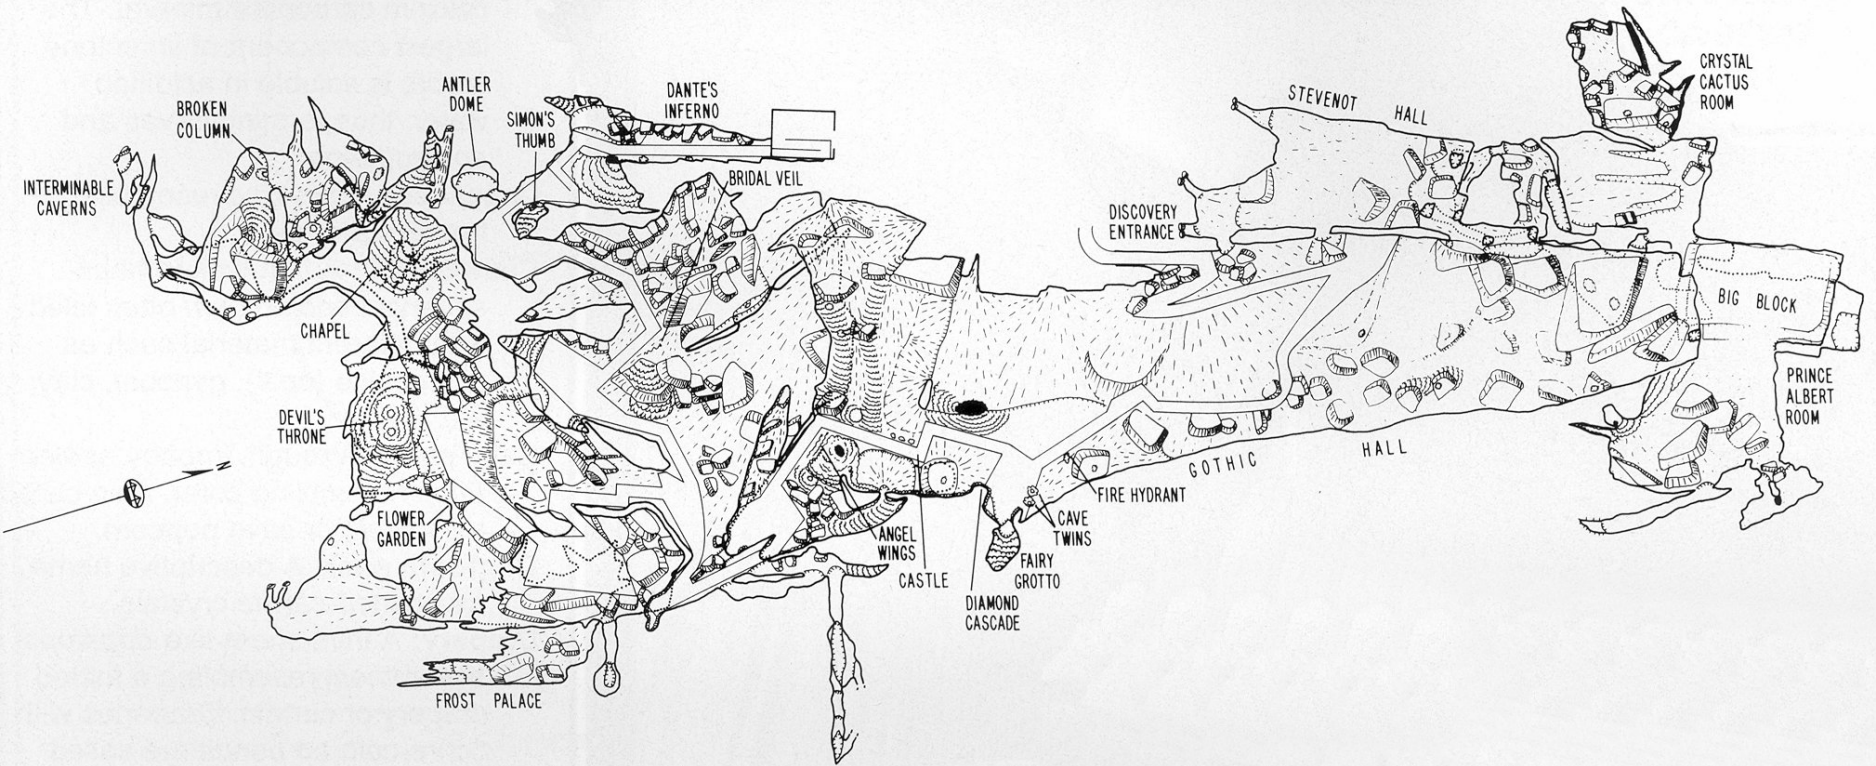 CRYSTAL
CACTUS
ROOM
STEVENOT HALL
ANTLER
DOME
DANTE'S
INFERNO
BROKEN
COLUMN
SIMON'S
THUMB
BRIDAL VEIL
INTERMINABLE
CAVERNS
DISCOVERY
ENTRANCE
BIG BLOCK
CHAPEL
PRINCE
ALBERT
ROOM
DEVIL'S
THRONE
GOTHIC HALL
N
FIRE HYDRANT
FLOWER
GARDEN
CAVE
TWINS
ANGEL
WINGS
FAIRY
GROTTO
CASTLE
DIAMOND
CASCADE
FROST PALACE